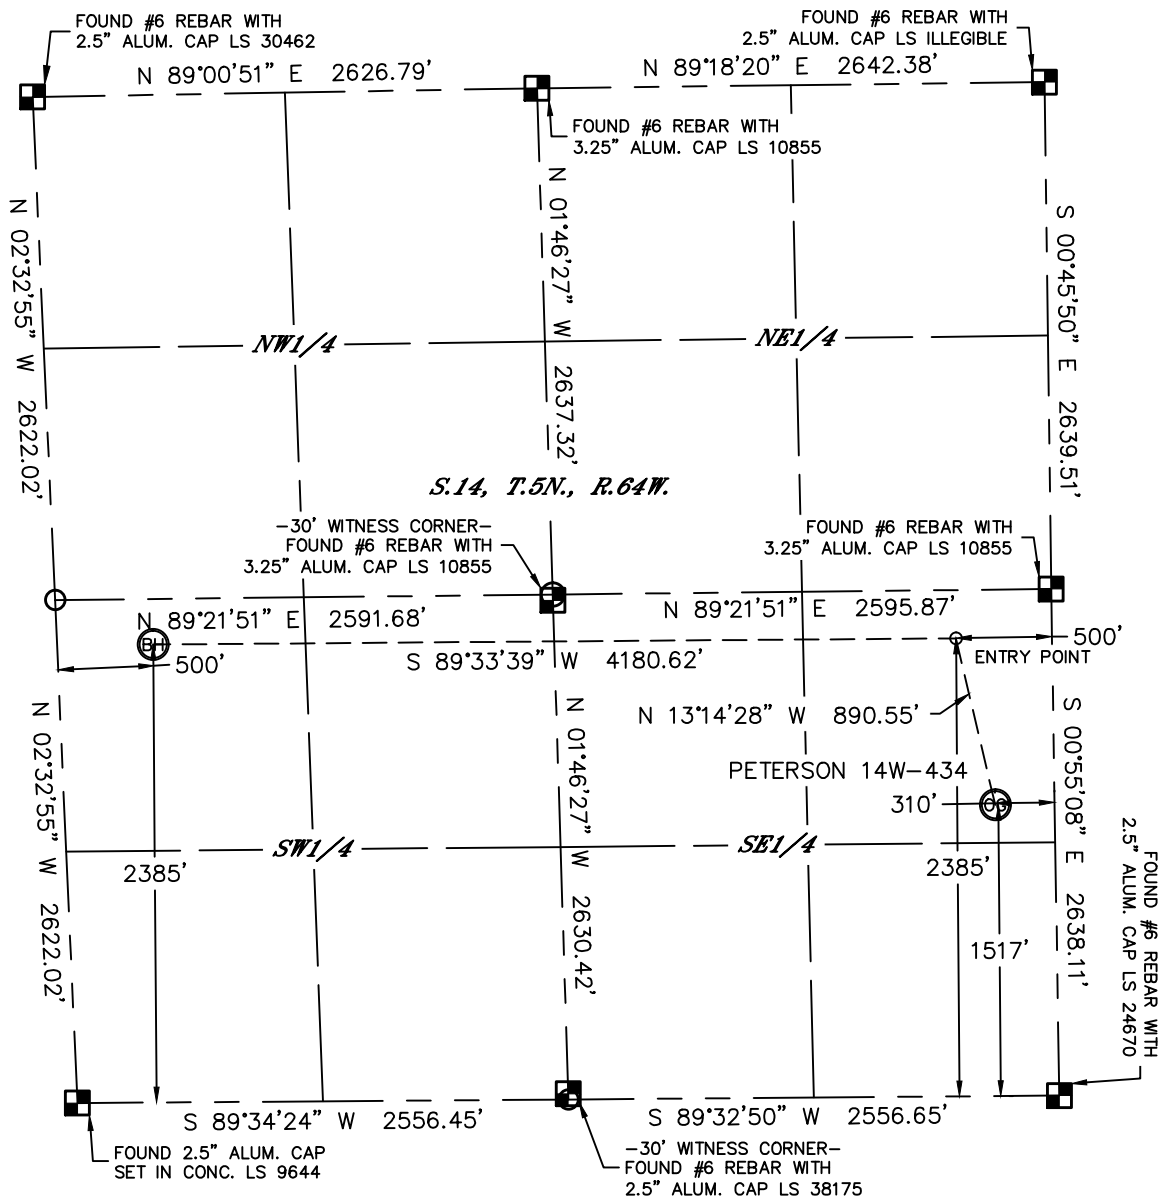 FOUND #6 REBAR WITH
2.5" ALUM. CAP LS 30462
FOUND #6 REBAR WITH
2.5" ALUM. CAP LS ILLEGIBLE
N 89°00'51" E 2626.79'
N 89°18'20" E 2642.38'
FOUND #6 REBAR WITH
3.25" ALUM. CAP LS 10855
N 02°32'55" W 2622.02'
N 01°46'27" W 2637.32'
S 00°45'50" E 2639.51'
NW1/4
NE1/4
S.14, T.5N., R.64W.
-30' WITNESS CORNER-
FOUND #6 REBAR WITH
3.25" ALUM. CAP LS 10855
FOUND #6 REBAR WITH
3.25" ALUM. CAP LS 10855
N 89°21'51" E 2591.68'
N 89°21'51" E 2595.87'
BH
500'
S 89°33'39" W 4180.62'
500'
ENTRY POINT
N 02°32'55" W 2622.02'
N 01°46'27" W 2630.42'
N 13°14'28" W 890.55'
S 00°55'08" E 2638.11'
PETERSON 14W-434
310'
OG
SW1/4
SE1/4
2385'
2385'
1517'
FOUND #6 REBAR WITH
2.5" ALUM. CAP LS 24670
S 89°34'24" W 2556.45'
S 89°32'50" W 2556.65'
FOUND 2.5" ALUM. CAP
SET IN CONC. LS 9644
-30' WITNESS CORNER-
FOUND #6 REBAR WITH
2.5" ALUM. CAP LS 38175